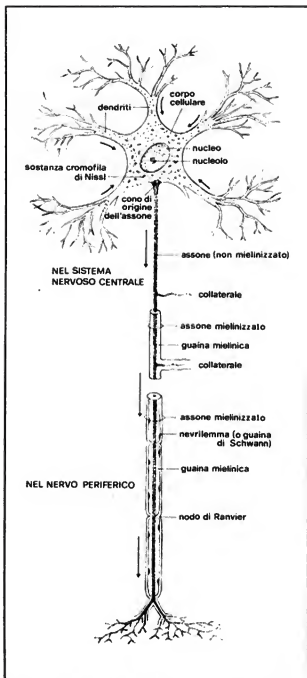 dendriti
corpo
cellulare
nucleo
nucleolo
sostanza cromofila
di Nissl
cono di
origine
dell'assone
assone (non mielinizzato)
NEL SISTEMA
NERVOSO CENTRALE
collaterale
assone mielinizzato
guaina mielinica
collaterale
assone mielinizzato
nevrilemma (o guaina
di Schwann)
guaina mielinica
NEL NERVO PERIFERICO
nodo di Ranvier